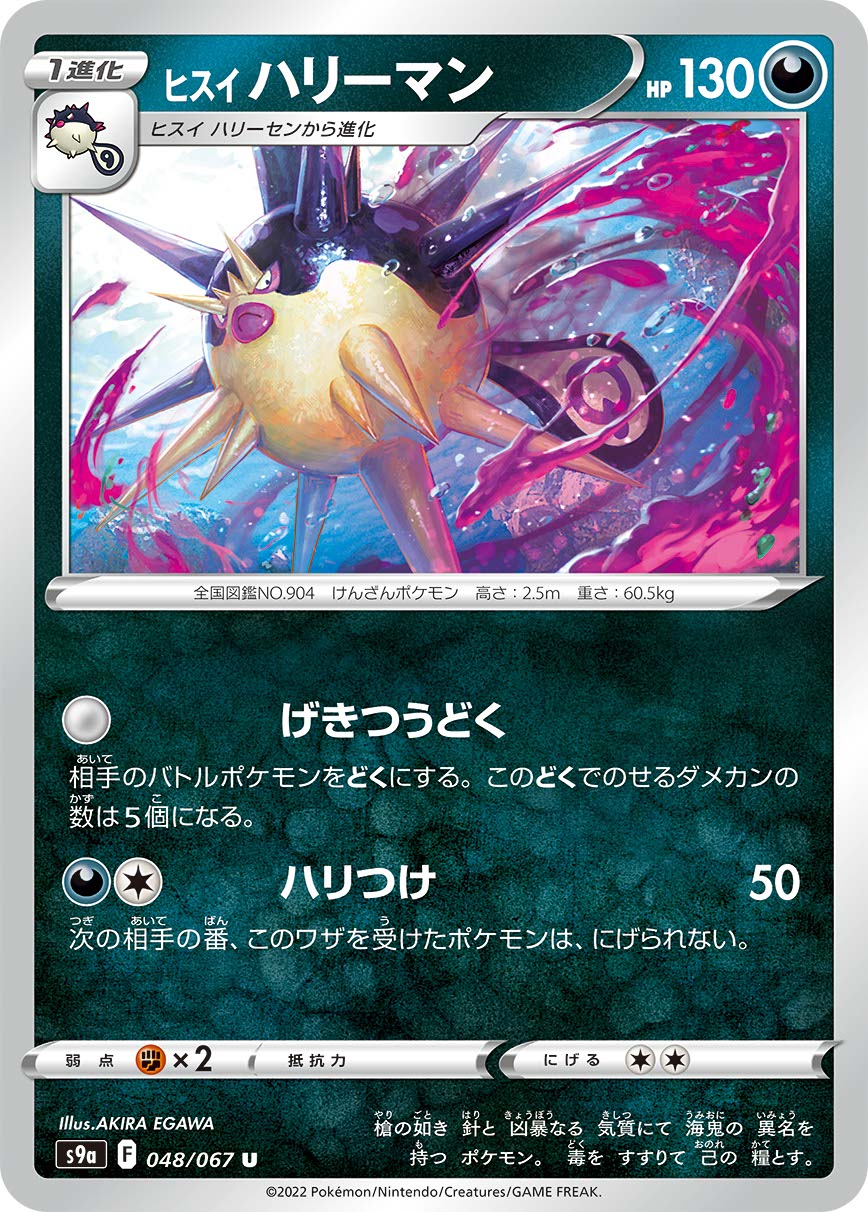 1進化
ヒスイ ハリーマン HP 130
ヒスイ ハリーセンから進化
全国図鑑NO.904 けんざんポケモン 高さ：2.5m 重さ：60.5kg
げきつうどく
相手のバトルポケモンをどくにする。このどくでのせるダメカンの
数は5個になる。
ハリつけ 50
次の相手の番、このワザを受けたポケモンは、にげられない。
弱点 ×2 抵抗力 にげる
Illus.AKIRA EGAWA
槍の如き 針と 凶暴なる 気質にて 海鬼の 異名を
持つ ポケモン。毒を すすりて 己の 糧とす。
s9a F 048/067 U
©2022 Pokémon/Nintendo/Creatures/GAME FREAK.